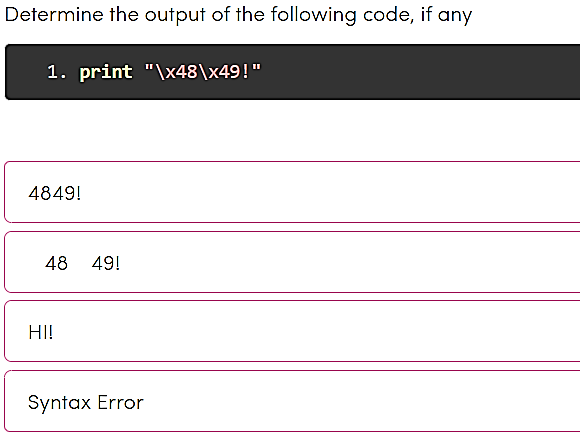 Determine the output of the following code, if any
1. print "\x48\x49!"
4849!
48 49!
HI!
Syntax Error